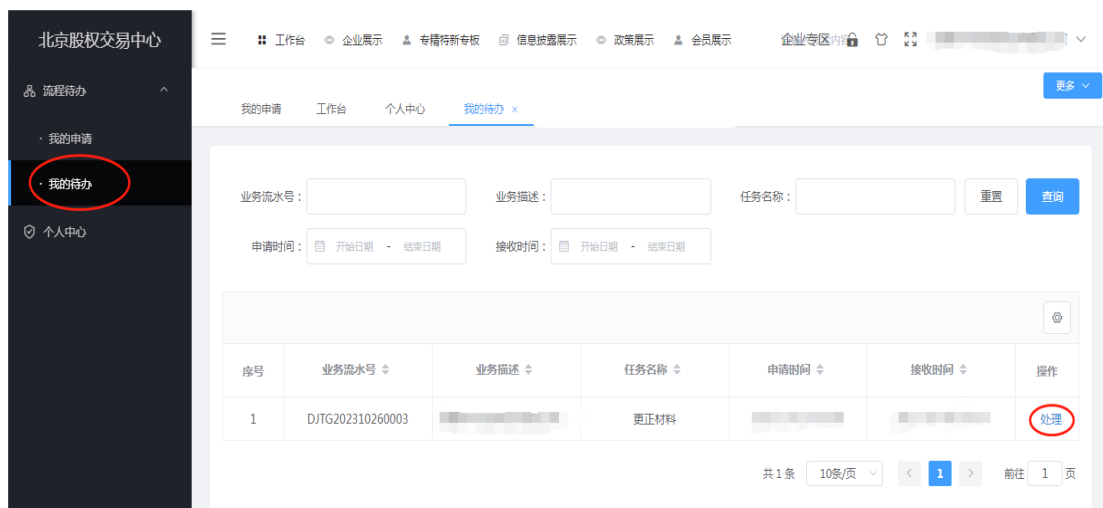 北京股权交易中心
工作台 企业展示 专精特新专板 信息披露展示 政策展示 会员展示 企业专区
流程待办
更多
我的申请 工作台 个人中心 我的待办 ×
· 我的申请
· 我的待办
个人中心
业务流水号： 业务描述： 任务名称： 重置 查询
申请时间： 开始日期 - 结束日期 接收时间： 开始日期 - 结束日期
序号 业务流水号 业务描述 任务名称 申请时间 接收时间 操作
1 DJTG202310260003 更正材料 处理
共 1 条 10条/页 < 1 > 前往 1 页